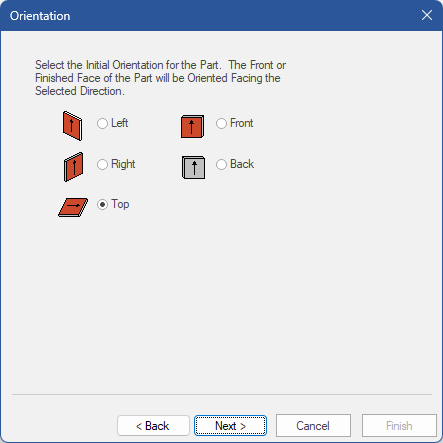 Orientation
Select the Initial Orientation for the Part. The Front or
Finished Face of the Part will be Oriented Facing the
Selected Direction.
Left
Front
Right
Back
Top
< Back
Next >
Cancel
Finish